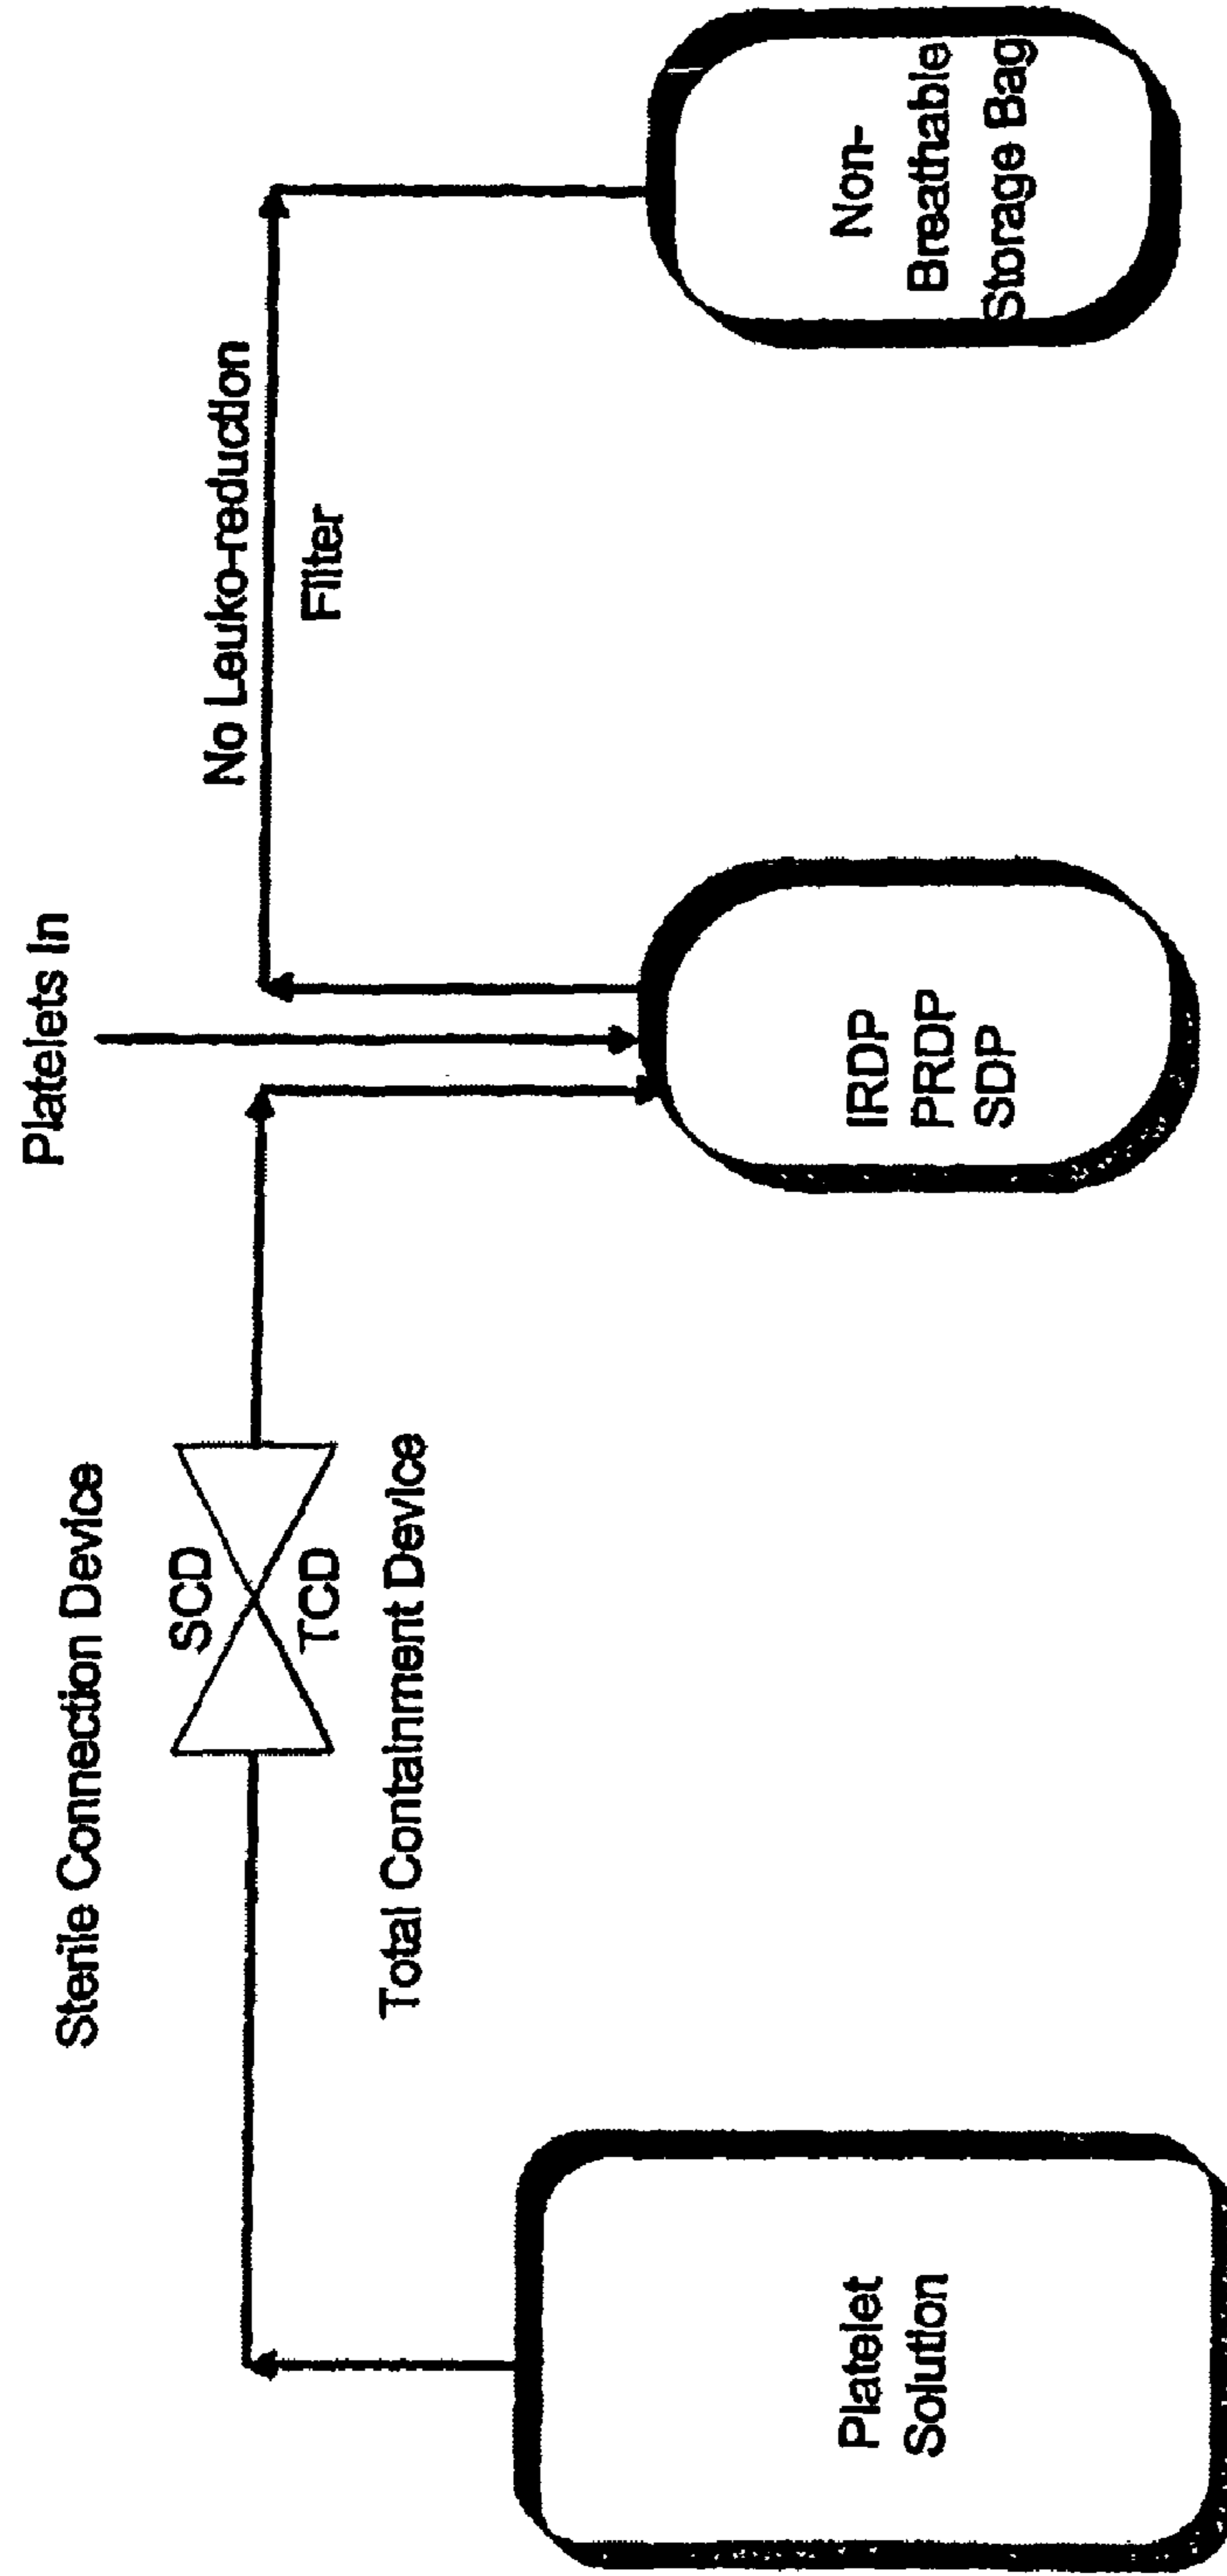 Platelets In
Sterile Connection Device
SCD
TCD
Total Containment Device
No Leuko-reduction
Filter
Platelet
Solution
IRDP
PRDP
SDP
Non-
Breathable
Storage Bag